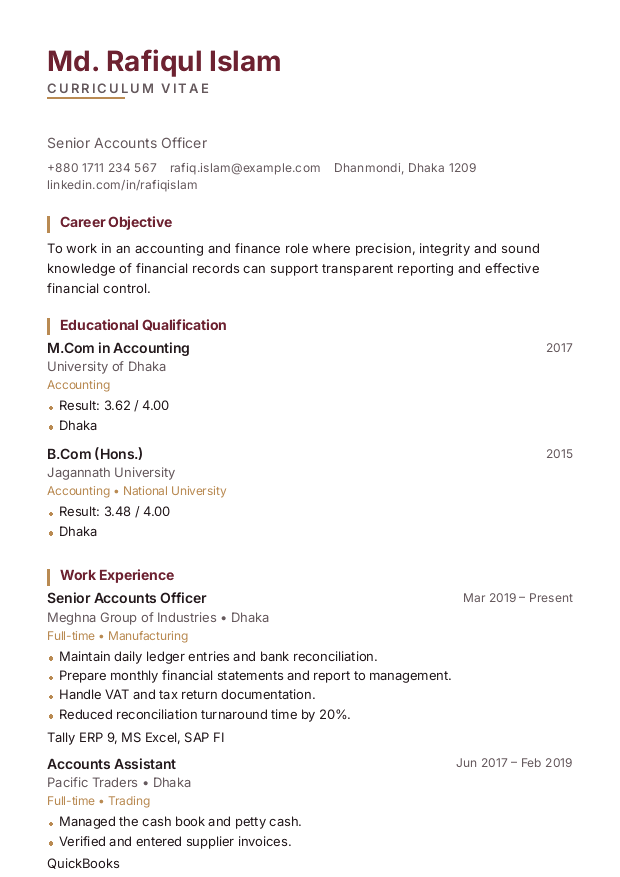 Md. Rafiqul Islam
CURRICULUM VITAE
Senior Accounts Officer
+880 1711 234 567 rafiq.islam@example.com Dhanmondi, Dhaka 1209
linkedin.com/in/rafiqislam
Career Objective
To work in an accounting and finance role where precision, integrity and sound
knowledge of financial records can support transparent reporting and effective
financial control.
Educational Qualification
M.Com in Accounting 2017
University of Dhaka
Accounting
• Result: 3.62 / 4.00
• Dhaka
B.Com (Hons.) 2015
Jagannath University
Accounting • National University
• Result: 3.48 / 4.00
• Dhaka
Work Experience
Senior Accounts Officer Mar 2019 – Present
Meghna Group of Industries • Dhaka
Full-time • Manufacturing
• Maintain daily ledger entries and bank reconciliation.
• Prepare monthly financial statements and report to management.
• Handle VAT and tax return documentation.
• Reduced reconciliation turnaround time by 20%.
Tally ERP 9, MS Excel, SAP FI
Accounts Assistant Jun 2017 – Feb 2019
Pacific Traders • Dhaka
Full-time • Trading
• Managed the cash book and petty cash.
• Verified and entered supplier invoices.
QuickBooks